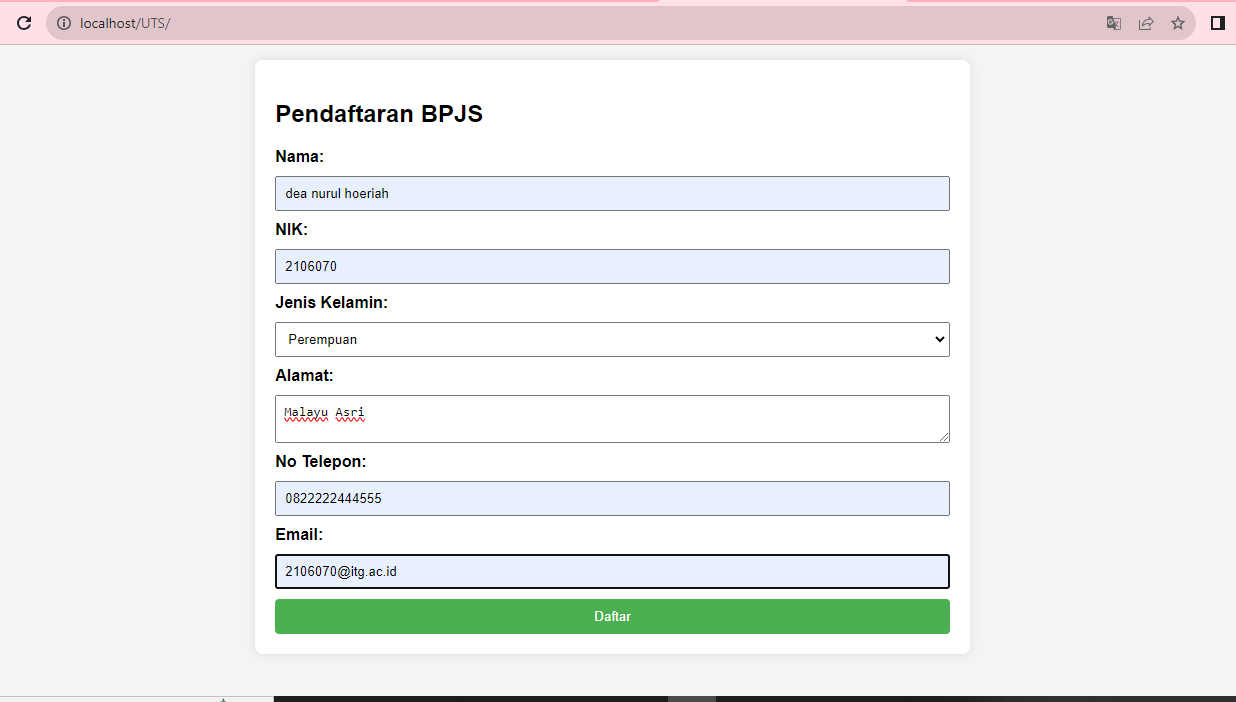 localhost/UTS/
Pendaftaran BPJS
Nama:
dea nurul hoeriah
NIK:
2106070
Jenis Kelamin:
Perempuan
Alamat:
Malayu Asri
No Telepon:
0822222444555
Email:
2106070@itg.ac.id
Daftar